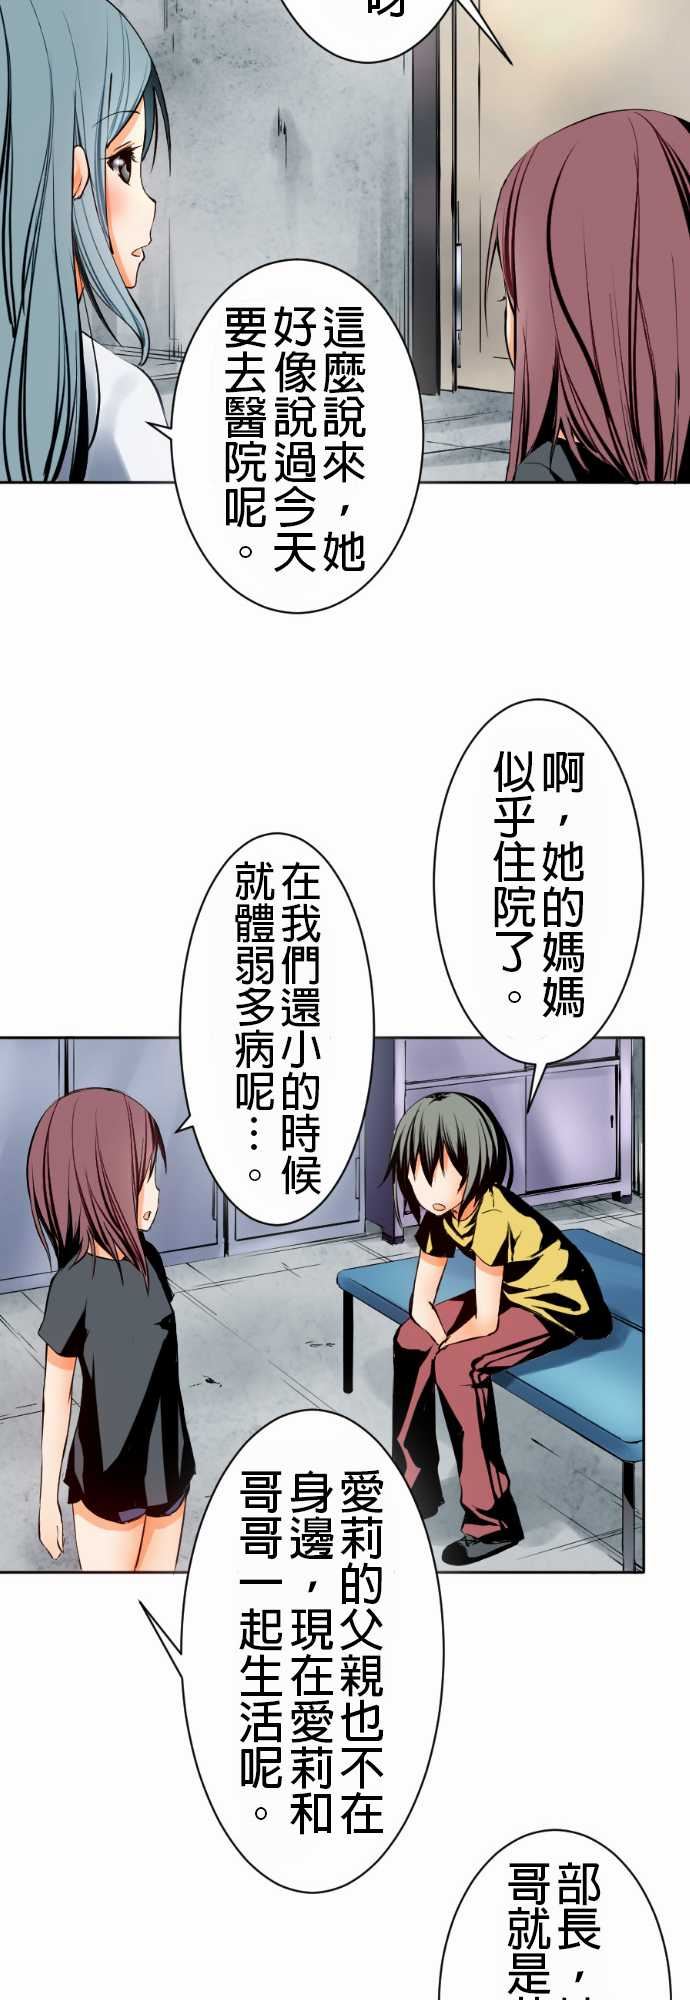 呀
這麼說來，她
好像說過今天
要去醫院呢。
啊，她的媽媽
似乎住院了。
在我們還小的時候
就體弱多病呢…。
愛莉的父親也不在
身邊，現在愛莉和
哥哥一起生活呢。
部長，
哥就是